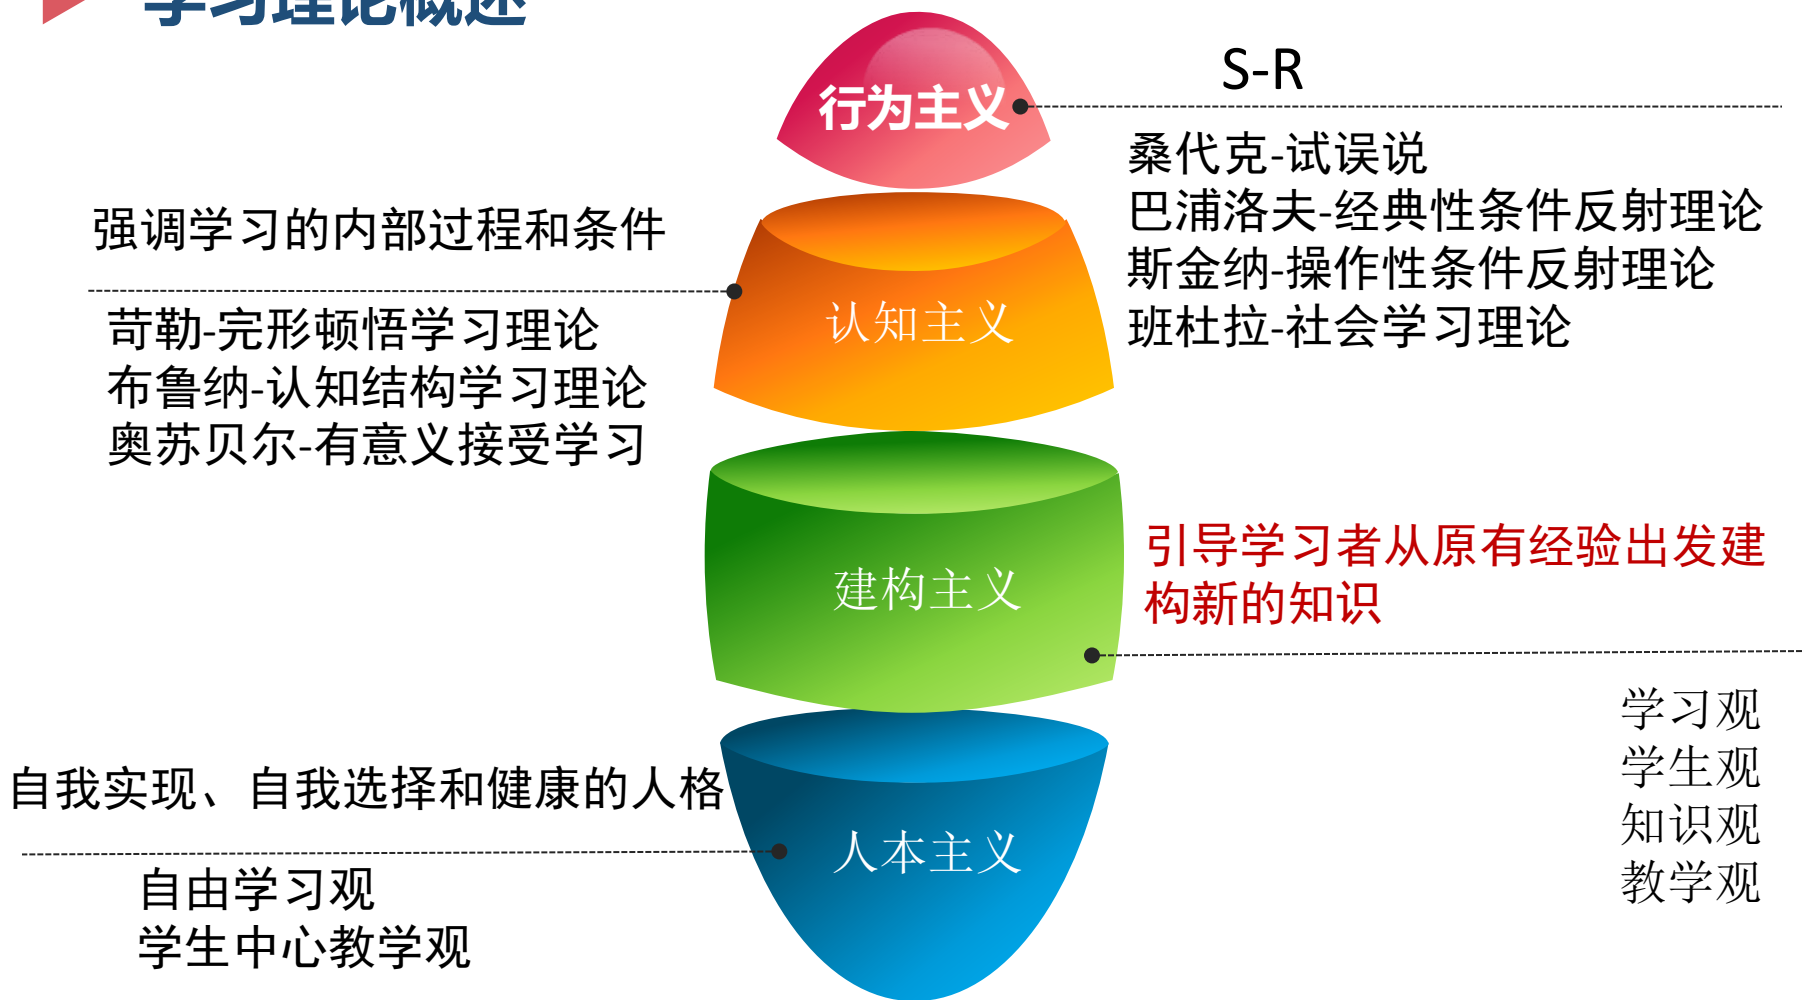 学习理论概述
行为主义
S-R
桑代克-试误说
巴浦洛夫-经典性条件反射理论
斯金纳-操作性条件反射理论
班杜拉-社会学习理论
强调学习的内部过程和条件
苛勒-完形顿悟学习理论
布鲁纳-认知结构学习理论
奥苏贝尔-有意义接受学习
认知主义
建构主义
引导学习者从原有经验出发建
构新的知识
学习观
学生观
知识观
教学观
自我实现、自我选择和健康的人格
自由学习观
学生中心教学观
人本主义